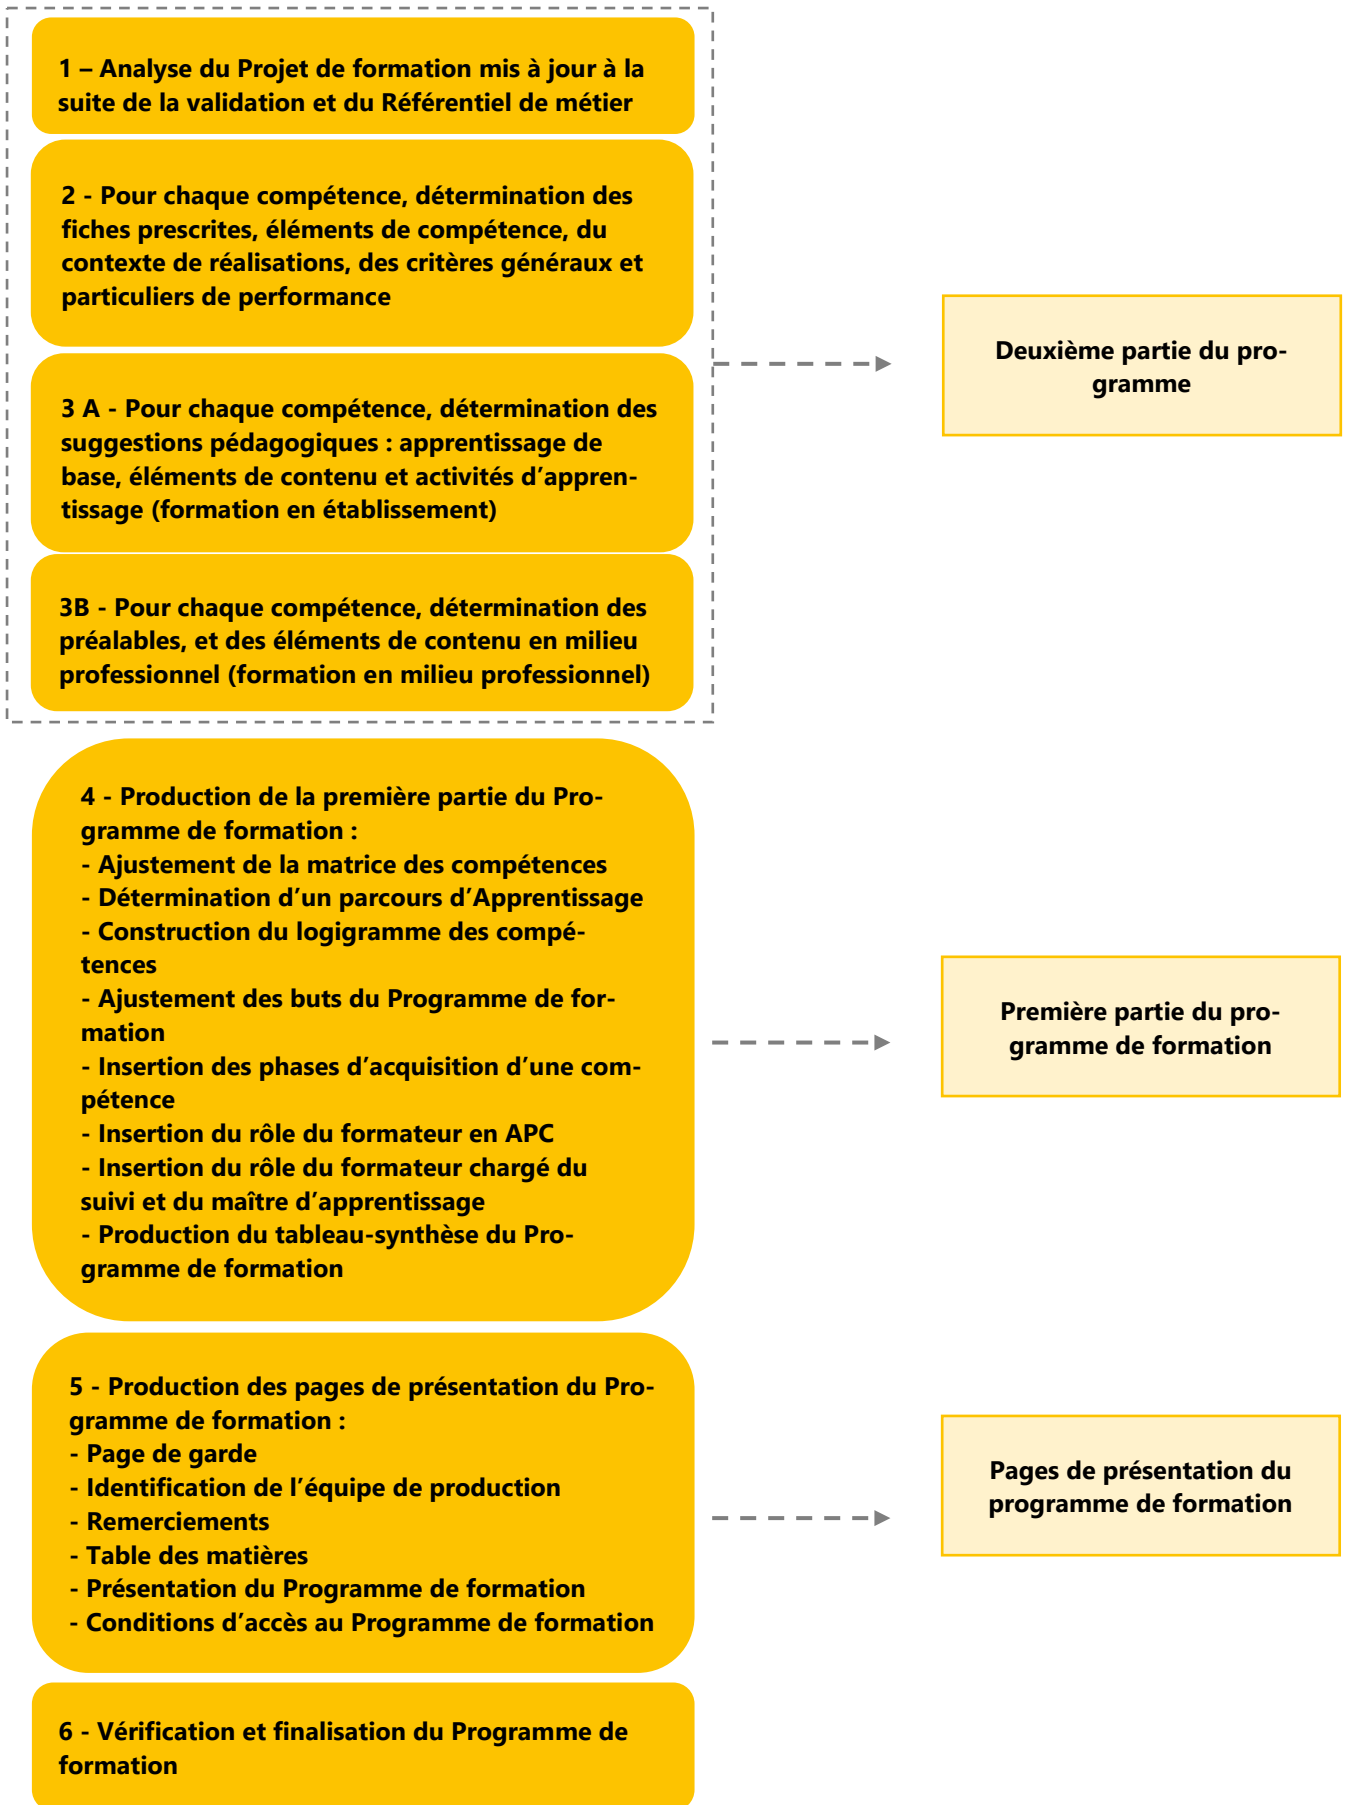 1 – Analyse du Projet de formation mis à jour à la
suite de la validation et du Référentiel de métier
2 - Pour chaque compétence, détermination des
fiches prescrites, éléments de compétence, du
contexte de réalisations, des critères généraux et
particuliers de performance
3 A - Pour chaque compétence, détermination des
suggestions pédagogiques : apprentissage de
base, éléments de contenu et activités d’appren-
tissage (formation en établissement)
3B - Pour chaque compétence, détermination des
préalables, et des éléments de contenu en milieu
professionnel (formation en milieu professionnel)
Deuxième partie du pro-
gramme
4 - Production de la première partie du Pro-
gramme de formation :
- Ajustement de la matrice des compétences
- Détermination d’un parcours d’Apprentissage
- Construction du logigramme des compé-
tences
- Ajustement des buts du Programme de for-
mation
- Insertion des phases d’acquisition d’une com-
pétence
- Insertion du rôle du formateur en APC
- Insertion du rôle du formateur chargé du
suivi et du maître d’apprentissage
- Production du tableau-synthèse du Pro-
gramme de formation
Première partie du pro-
gramme de formation
5 - Production des pages de présentation du Pro-
gramme de formation :
- Page de garde
- Identification de l’équipe de production
- Remerciements
- Table des matières
- Présentation du Programme de formation
- Conditions d’accès au Programme de formation
Pages de présentation du
programme de formation
6 - Vérification et finalisation du Programme de
formation